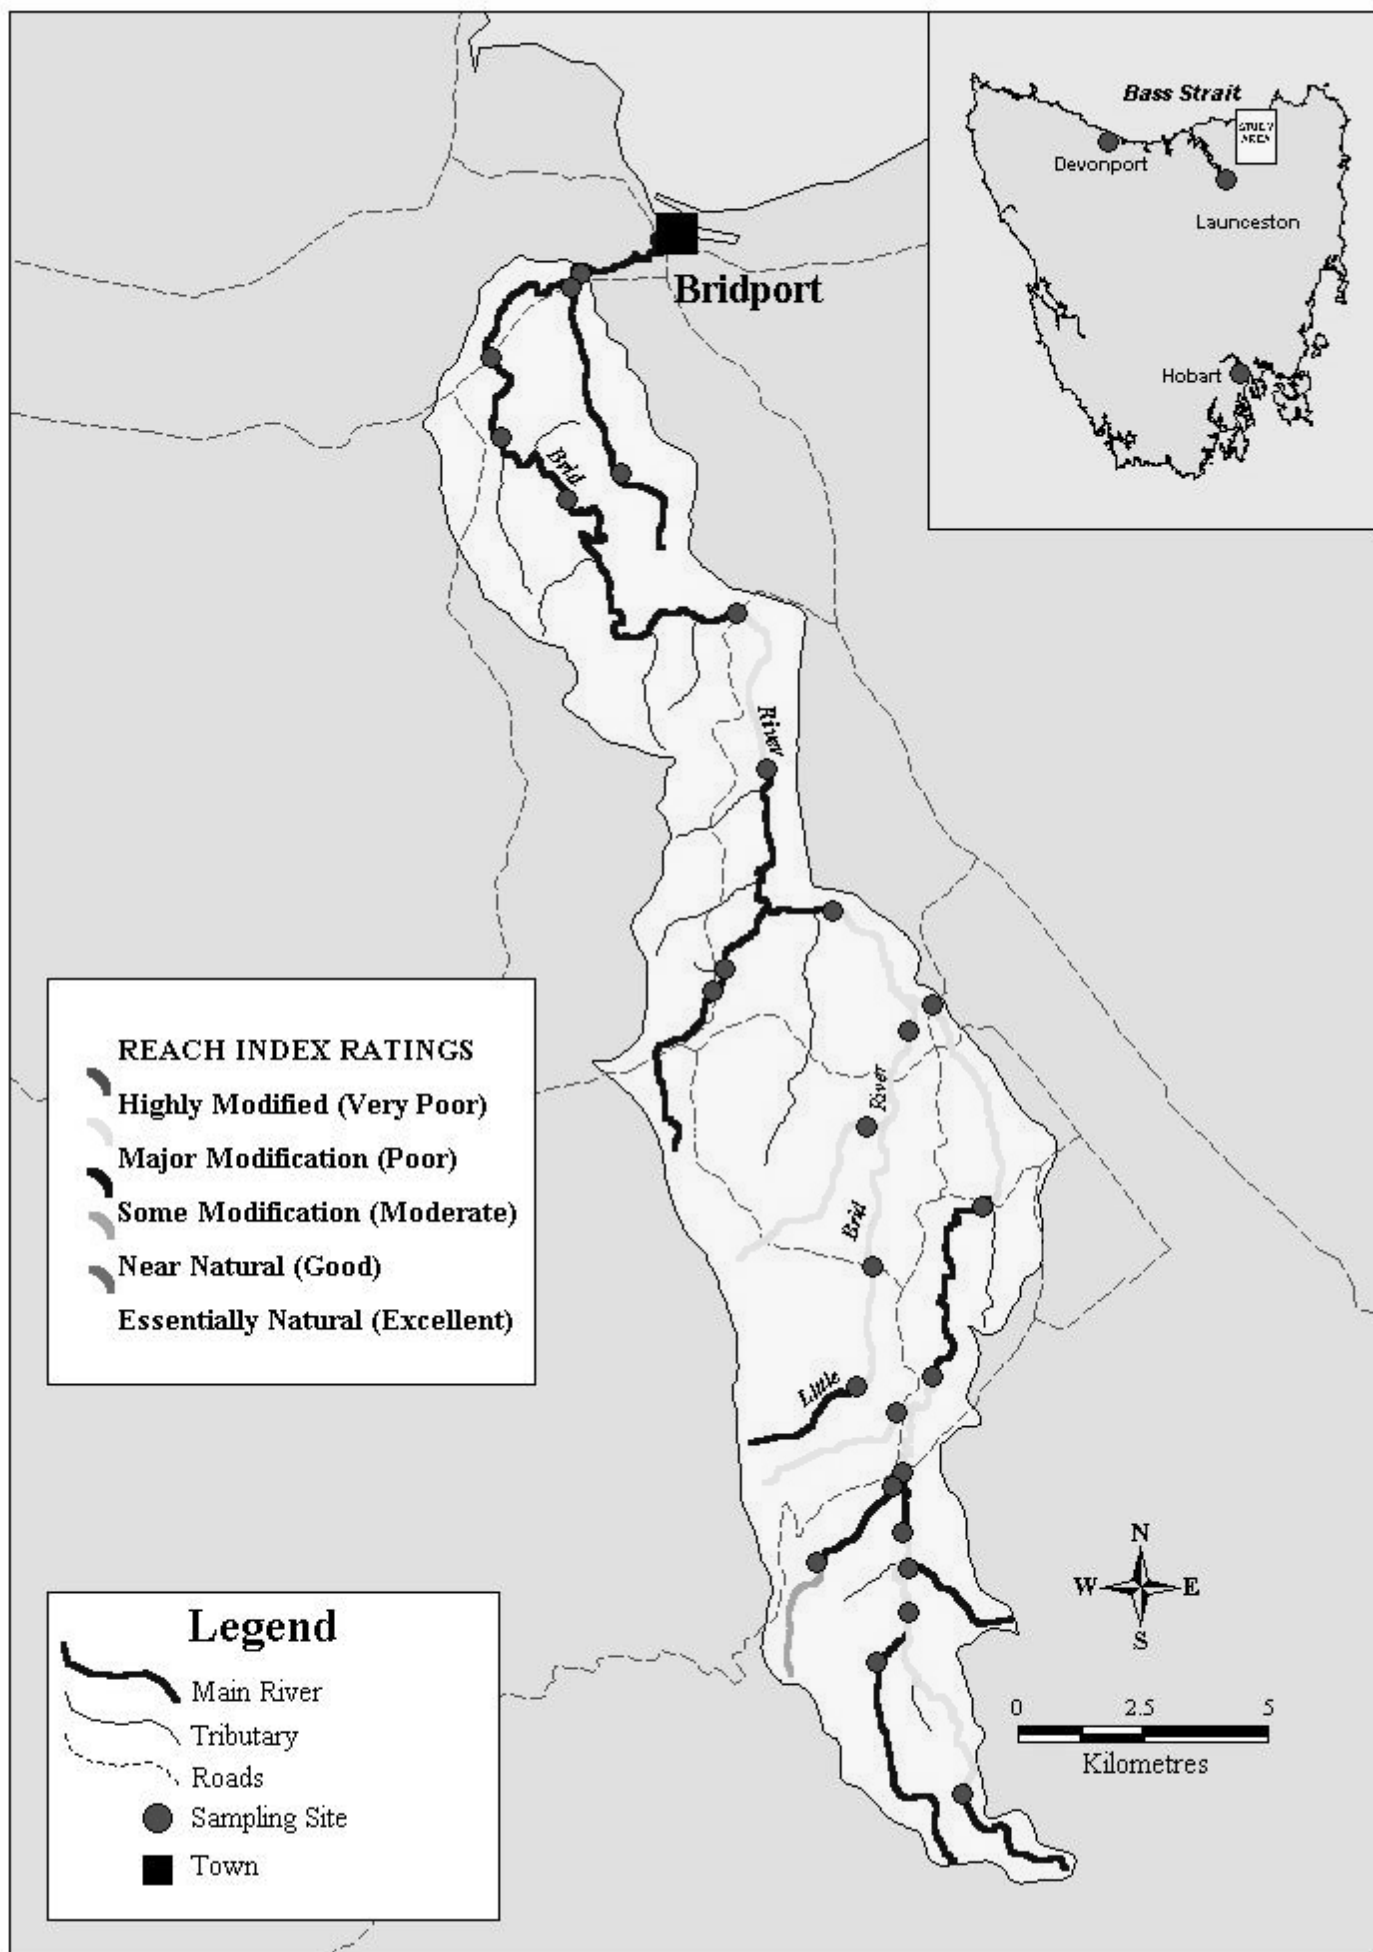 Bass Strait
STUDY
AREA
Devonport
Launceston
Hobart
Bridport
Brid
River
River
Brid
Little
REACH INDEX RATINGS
Highly Modified (Very Poor)
Major Modification (Poor)
Some Modification (Moderate)
Near Natural (Good)
Essentially Natural (Excellent)
N
W E
S
Legend
Main River
Tributary
Roads
Sampling Site
Town
0 2.5 5
Kilometres